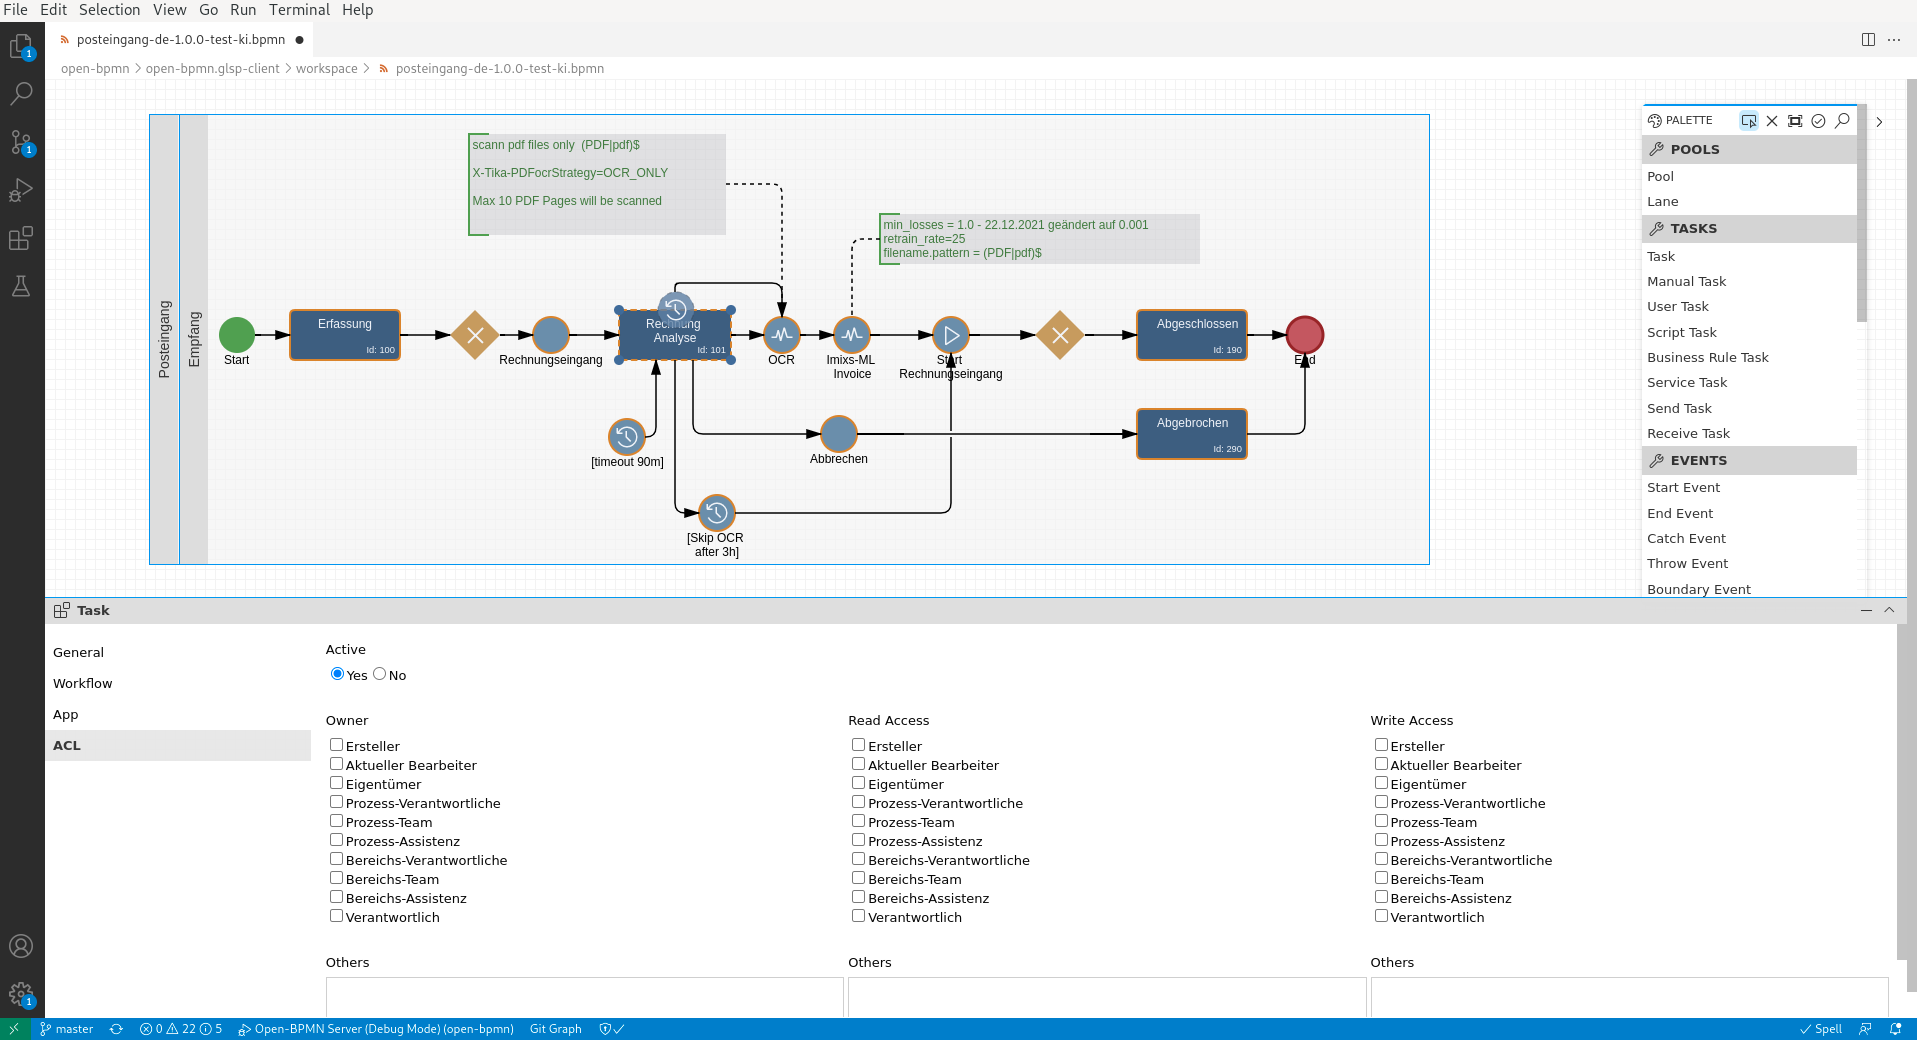 File Edit Selection View Go Run Terminal Help
posteingang-de-1.0.0-test-ki.bpmn
open-bpmn > open-bpmn.glsp-client > workspace > posteingang-de-1.0.0-test-ki.bpmn
1
1
1
Posteingang
Empfang
scann pdf files only (PDF|pdf)$
X-Tika-PDFocrStrategy=OCR_ONLY
Max 10 PDF Pages will be scanned
min_losses = 1.0 - 22.12.2021 geändert auf 0.001
retrain_rate=25
filename.pattern = (PDF|pdf)$
Start
Erfassung
Id: 100
Rechnungseingang
Rechnung
Analyse
Id: 101
OCR
Imixs-ML
Invoice
Start
Rechnungseingang
Abgeschlossen
Id: 190
End
[timeout 90m]
Abbrechen
Abgebrochen
Id: 290
[Skip OCR
after 3h]
PALETTE
POOLS
Pool
Lane
TASKS
Task
Manual Task
User Task
Script Task
Business Rule Task
Service Task
Send Task
Receive Task
EVENTS
Start Event
End Event
Catch Event
Throw Event
Boundary Event
Task
General
Workflow
App
ACL
Active
Yes No
Owner
Ersteller
Aktueller Bearbeiter
Eigentümer
Prozess-Verantwortliche
Prozess-Team
Prozess-Assistenz
Bereichs-Verantwortliche
Bereichs-Team
Bereichs-Assistenz
Verantwortlich
Others
Read Access
Ersteller
Aktueller Bearbeiter
Eigentümer
Prozess-Verantwortliche
Prozess-Team
Prozess-Assistenz
Bereichs-Verantwortliche
Bereichs-Team
Bereichs-Assistenz
Verantwortlich
Others
Write Access
Ersteller
Aktueller Bearbeiter
Eigentümer
Prozess-Verantwortliche
Prozess-Team
Prozess-Assistenz
Bereichs-Verantwortliche
Bereichs-Team
Bereichs-Assistenz
Verantwortlich
Others
master 0 22 5 Open-BPMN Server (Debug Mode) (open-bpmn) Git Graph Spell